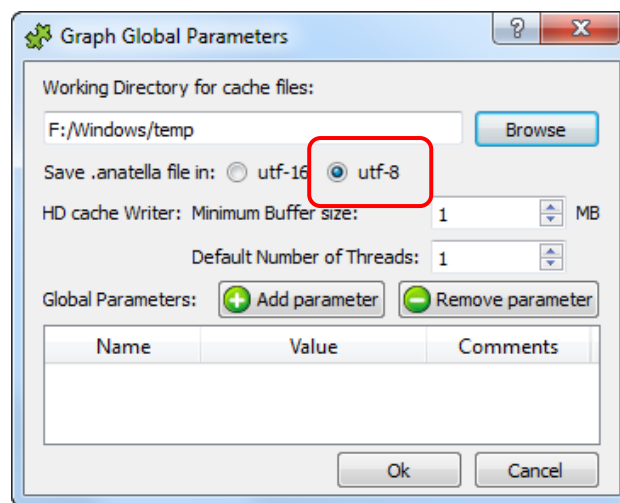 Graph Global Parameters
Working Directory for cache files:
F:/Windows/temp Browse
Save .anatella file in: utf-16 utf-8
HD cache Writer: Minimum Buffer size: 1 MB
Default Number of Threads: 1
Global Parameters: Add parameter Remove parameter
Name Value Comments
Ok Cancel